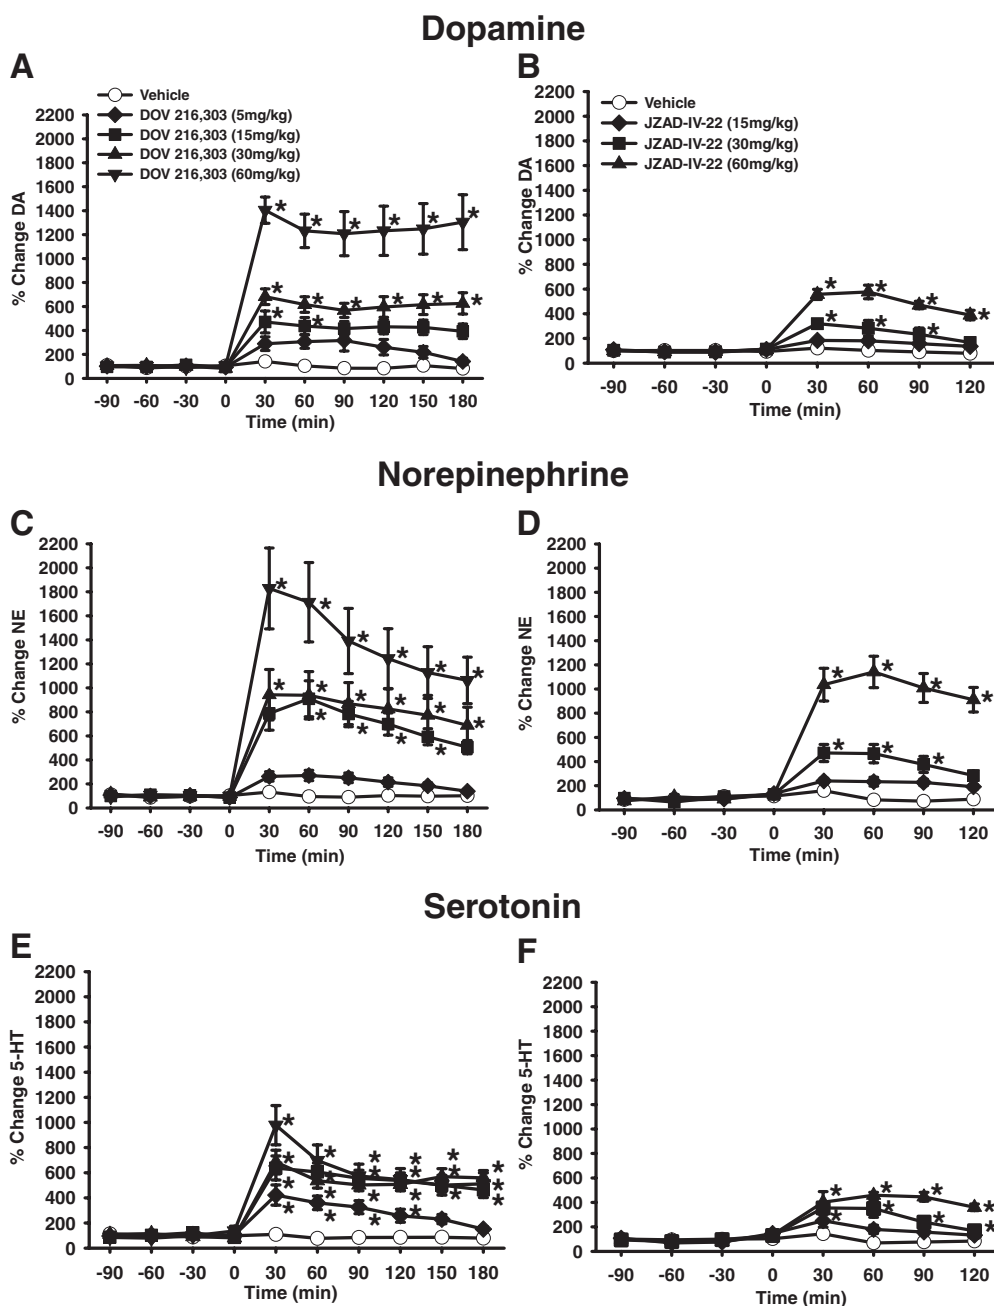 Dopamine
A
Vehicle
DOV 216,303 (5mg/kg)
DOV 216,303 (15mg/kg)
DOV 216,303 (30mg/kg)
DOV 216,303 (60mg/kg)
% Change DA
2200
2000
1800
1600
1400
1200
1000
800
600
400
200
0
-90 -60 -30 0 30 60 90 120 150 180
Time (min)
B
Vehicle
JZAD-IV-22 (15mg/kg)
JZAD-IV-22 (30mg/kg)
JZAD-IV-22 (60mg/kg)
% Change DA
2200
2000
1800
1600
1400
1200
1000
800
600
400
200
0
-90 -60 -30 0 30 60 90 120
Time (min)
Norepinephrine
C
% Change NE
2200
2000
1800
1600
1400
1200
1000
800
600
400
200
0
-90 -60 -30 0 30 60 90 120 150 180
Time (min)
D
% Change NE
2200
2000
1800
1600
1400
1200
1000
800
600
400
200
0
-90 -60 -30 0 30 60 90 120
Time (min)
Serotonin
E
% Change 5-HT
2200
2000
1800
1600
1400
1200
1000
800
600
400
200
0
-90 -60 -30 0 30 60 90 120 150 180
Time (min)
F
% Change 5-HT
2200
2000
1800
1600
1400
1200
1000
800
600
400
200
0
-90 -60 -30 0 30 60 90 120
Time (min)